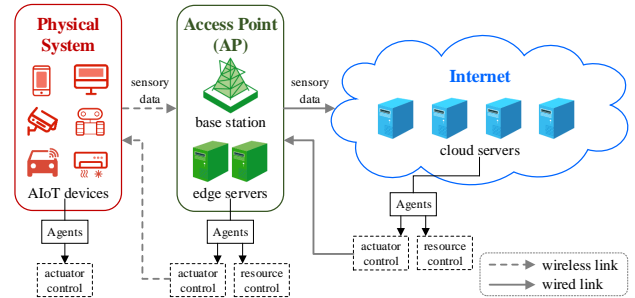 Physical
System
AIoT devices
Agents
actuator
control
sensory
data
Access Point
(AP)
base station
edge servers
Agents
actuator
control
resource
control
sensory
data
Internet
cloud servers
Agents
actuator
control
resource
control
wireless link
wired link